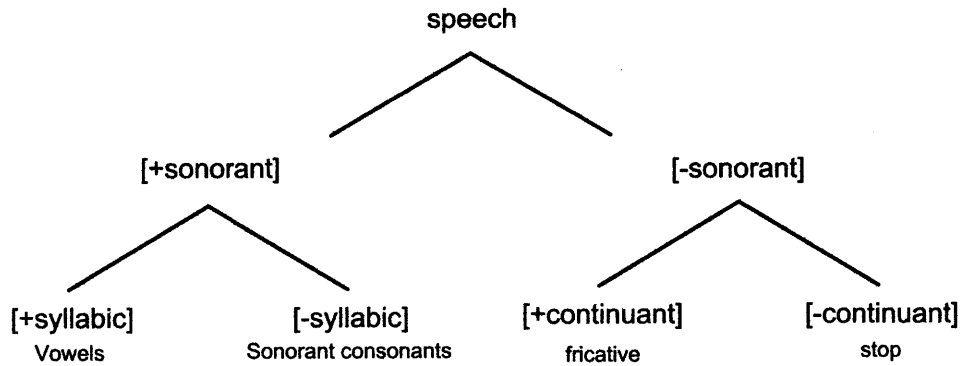 speech
[+sonorant] [-sonorant]
[+syllabic] [-syllabic] [+continuant] [-continuant]
Vowels Sonorant consonants fricative stop